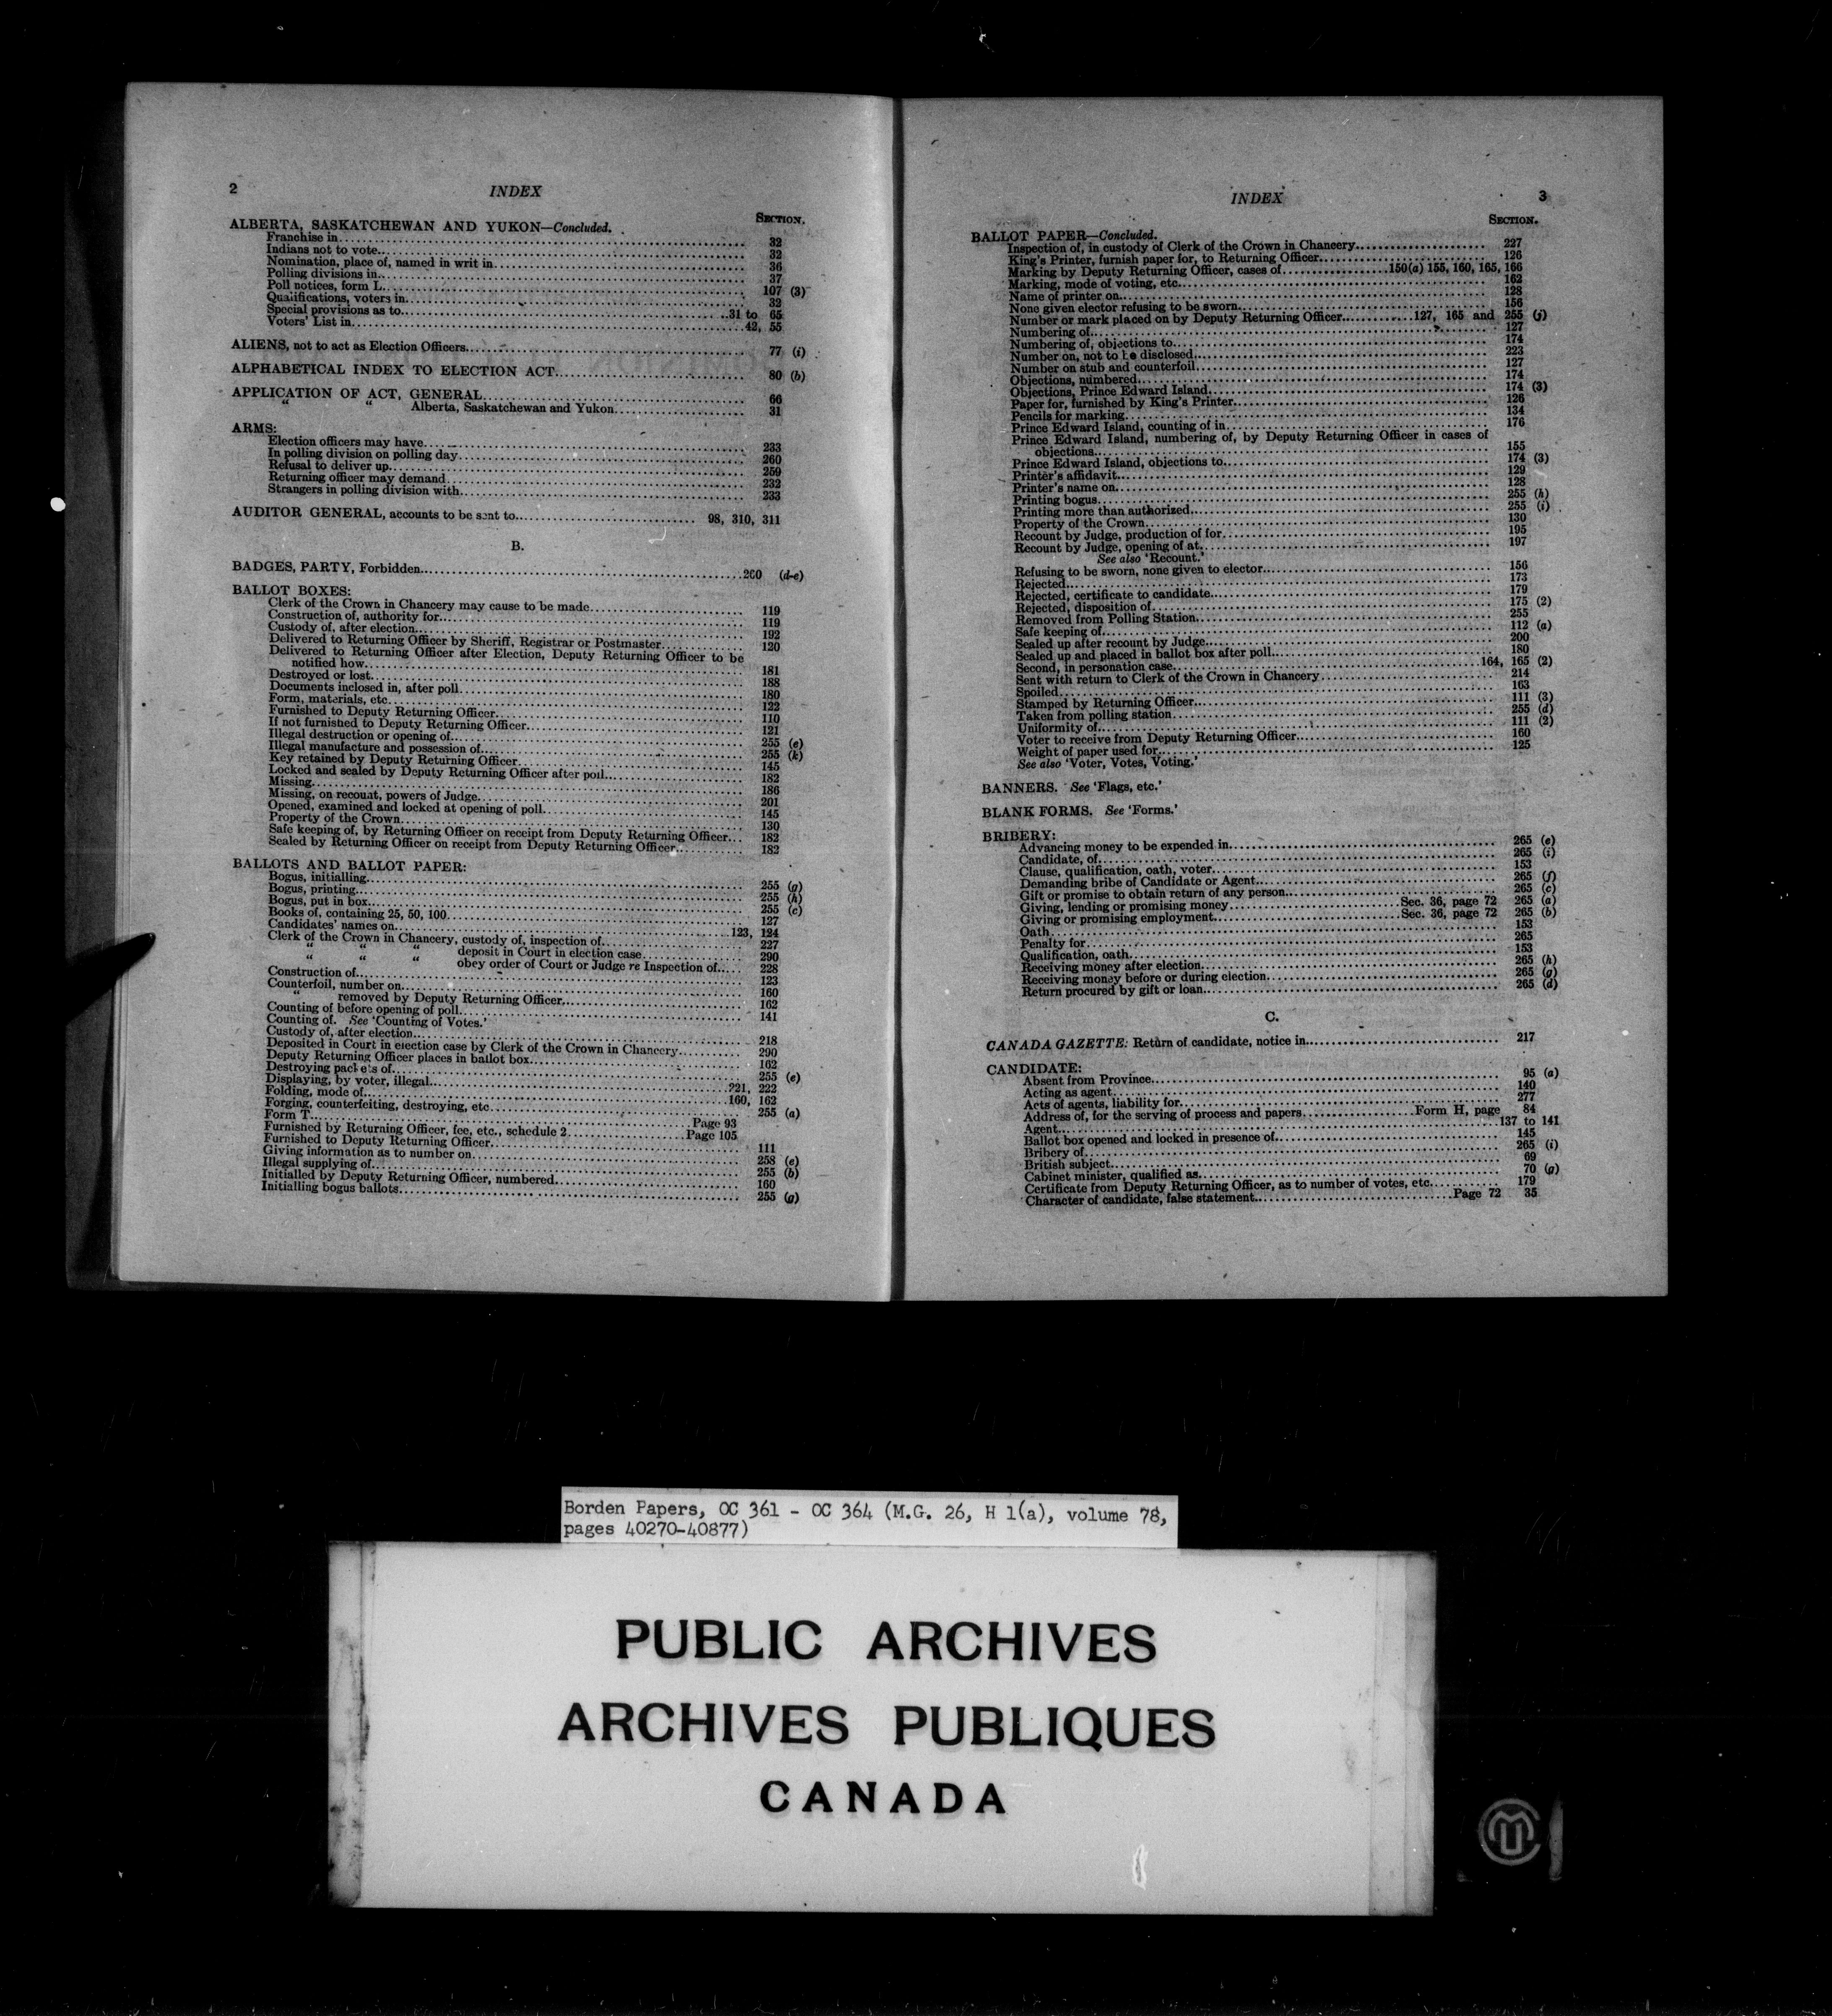 2 INDEX
SECTION.
ALBERTA, SASKATCHEWAN AND YUKON—Concluded.
Franchise in 32
Indians not to vote 32
Nomination, place of, named in writ in 36
Polling divisions in 37
Poll notices, form L 107 (3)
Qualifications, voters in 32
Special provisions as to 31 to 65
Voters' List in 42, 55
ALIENS, not to act as Election Officers 77 (i)
ALPHABETICAL INDEX TO ELECTION ACT 80 (b)
APPLICATION OF ACT, GENERAL 66
" " Alberta, Saskatchewan and Yukon 31
ARMS:
Election officers may have 233
In polling division on polling day 260
Refusal to deliver up 259
Returning officer may demand 232
Strangers in polling division with 233
AUDITOR GENERAL, accounts to be sent to 98, 310, 311
B.
BADGES, PARTY, Forbidden 260 (d-e)
BALLOT BOXES:
Clerk of the Crown in Chancery may cause to be made 119
Construction of, authority for 119
Custody of, after election 192
Delivered to Returning Officer by Sheriff, Registrar or Postmaster 120
Delivered to Returning Officer after Election, Deputy Returning Officer to be
notified how 181
Destroyed or lost 188
Documents inclosed in, after poll 180
Form, materials, etc 122
Furnished to Deputy Returning Officer 110
If not furnished to Deputy Returning Officer 121
Illegal destruction or opening of 255 (e)
Illegal manufacture and possession of 255 (k)
Key retained by Deputy Returning Officer 145
Locked and sealed by Deputy Returning Officer after poll 182
Missing 186
Missing, on recount, powers of Judge 201
Opened, examined and locked at opening of poll 145
Property of the Crown 130
Safe keeping of, by Returning Officer on receipt from Deputy Returning Officer 182
Sealed by Returning Officer on receipt from Deputy Returning Officer 182
BALLOTS AND BALLOT PAPER:
Bogus, initialling 255 (g)
Bogus, printing 255 (h)
Bogus, put in box 255 (c)
Books of, containing 25, 50, 100 127
Candidates' names on 123, 124
Clerk of the Crown in Chancery, custody of, inspection of 227
" " " deposit in Court in election case 290
" " " obey order of Court or Judge re Inspection of 228
Construction of 123
Counterfoil, number on 160
" removed by Deputy Returning Officer 162
Counting of before opening of poll 141
Counting of. See 'Counting of Votes.'
Custody of, after election 218
Deposited in Court in election case by Clerk of the Crown in Chancery 290
Deputy Returning Officer places in ballot box 162
Destroying packets of 255 (e)
Displaying, by voter, illegal 221, 222
Folding, mode of 160, 162
Forging, counterfeiting, destroying, etc 255 (a)
Form T Page 93
Furnished by Returning Officer, fee, etc., schedule 2 Page 105
Furnished to Deputy Returning Officer 111
Giving information as to number on 258 (e)
Illegal supplying of 255 (b)
Initialled by Deputy Returning Officer, numbered 160
Initialling bogus ballots 255 (g)
INDEX 3
SECTION.
BALLOT PAPER—Concluded.
Inspection of, in custody of Clerk of the Crown in Chancery 227
King's Printer, furnish paper for, to Returning Officer 126
Marking by Deputy Returning Officer, cases of 150(a) 155, 160, 165, 166
Marking, mode of voting, etc 162
Name of printer on 128
None given elector refusing to be sworn 156
Number or mark placed on by Deputy Returning Officer 127, 165 and 255 (j)
Numbering of 127
Numbering of, objections to 174
Number on, not to be disclosed 223
Number on stub and counterfoil 127
Objections, numbered 174
Objections, Prince Edward Island 174 (3)
Paper for, furnished by King's Printer 126
Pencils for marking 134
Prince Edward Island, counting of in 176
Prince Edward Island, numbering of, by Deputy Returning Officer in cases of
objections 155
Prince Edward Island, objections to 174 (3)
Printer's affidavit 129
Printer's name on 128
Printing bogus 255 (h)
Printing more than authorized 255 (i)
Property of the Crown 130
Recount by Judge, production of for 195
Recount by Judge, opening of at 197
See also 'Recount.'
Refusing to be sworn, none given to elector 156
Rejected 173
Rejected, certificate to candidate 179
Rejected, disposition of 175 (2)
Removed from Polling Station 255
Safe keeping of 112 (a)
Sealed up after recount by Judge 200
Sealed up and placed in ballot box after poll 180
Second, in personation case 164, 165 (2)
Sent with return to Clerk of the Crown in Chancery 214
Spoiled 163
Stamped by Returning Officer 111 (3)
Taken from polling station 255 (d)
Uniformity of 111 (2)
Voter to receive from Deputy Returning Officer 160
Weight of paper used for 125
See also 'Voter, Votes, Voting.'
BANNERS. See 'Flags, etc.'
BLANK FORMS. See 'Forms.'
BRIBERY:
Advancing money to be expended in 265 (e)
Candidate, of 265 (i)
Clause, qualification, oath, voter 153
Demanding bribe of Candidate or Agent 265 (f)
Gift or promise to obtain return of any person 265 (c)
Giving, lending or promising money Sec. 36, page 72 265 (a)
Giving or promising employment Sec. 36, page 72 265 (b)
Oath 153
Penalty for 265
Qualification, oath 153
Receiving money after election 265 (h)
Receiving money before or during election 265 (g)
Return procured by gift or loan 265 (d)
C.
CANADA GAZETTE: Return of candidate, notice in 217
CANDIDATE:
Absent from Province 95 (a)
Acting as agent 140
Acts of agents, liability for 277
Address of, for the serving of process and papers Form H, page 84
Agent 137 to 141
Ballot box opened and locked in presence of 145
Bribery of 265 (i)
British subject 69
Cabinet minister, qualified as 70 (g)
Certificate from Deputy Returning Officer, as to number of votes, etc 179
Character of candidate, false statement Page 72 35
Borden Papers, OC 361 - OC 364 (M.G. 26, H 1(a), volume 78,
pages 40270-40877)
PUBLIC ARCHIVES
ARCHIVES PUBLIQUES
CANADA